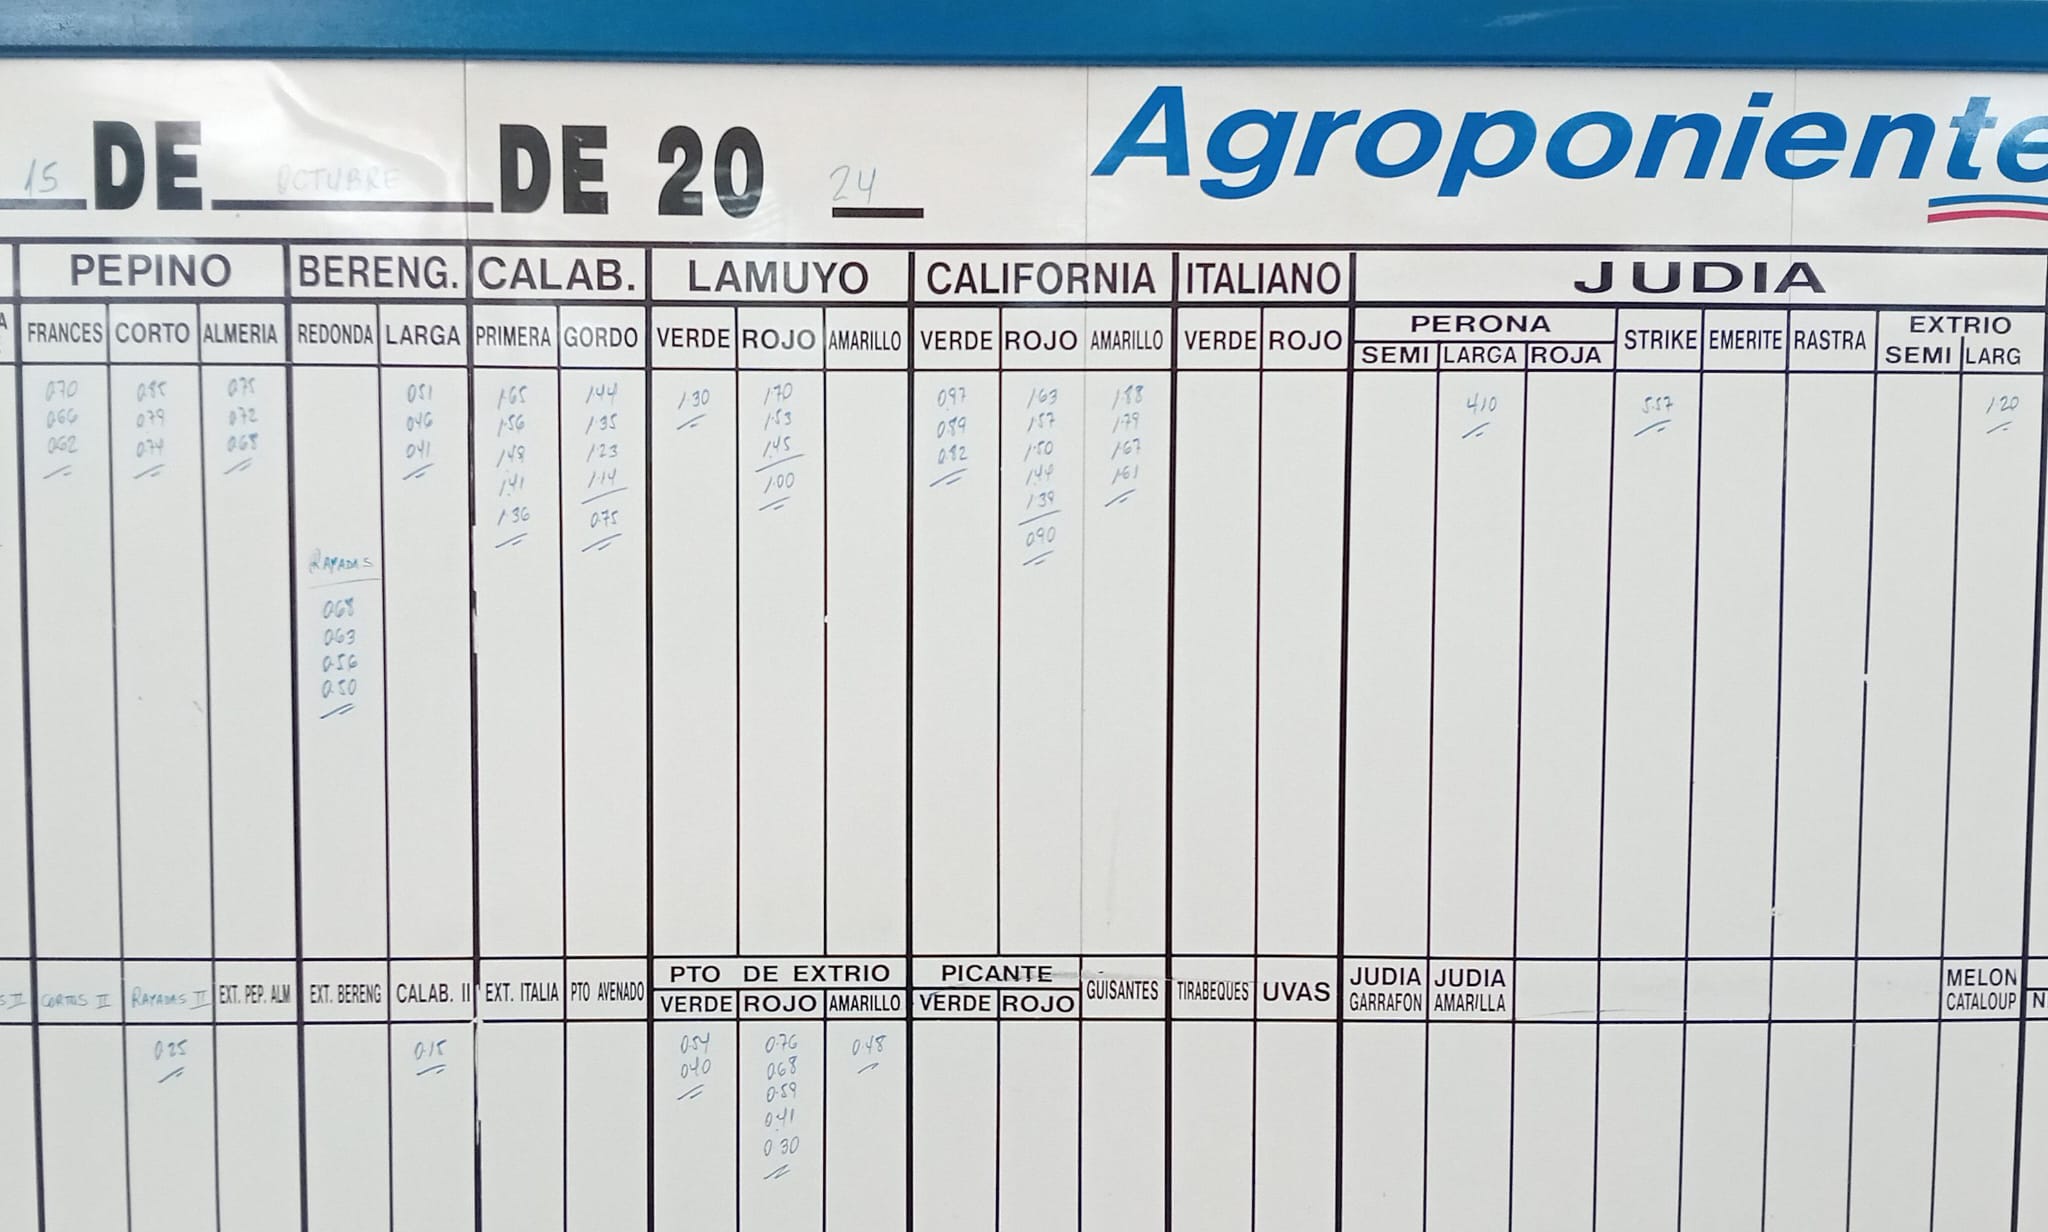 15 DE OCTUBRE DE 20 24
Agroponiente
PEPINO BERENG. CALAB. LAMUYO CALIFORNIA ITALIANO JUDIA
FRANCES CORTO ALMERIA REDONDA LARGA PRIMERA GORDO VERDE ROJO AMARILLO VERDE ROJO AMARILLO VERDE ROJO PERONA STRIKE EMERITE RASTRA EXTRIO
SEMI LARGA ROJA SEMI LARG
0.70 0.85 0.75 0.51 1.65 1.44 1.30 1.70 0.97 1.63 1.88 4.10 5.57 1.20
0.66 0.79 0.72 0.46 1.56 1.35 1.53 0.89 1.57 1.79
0.62 0.74 0.68 0.41 1.48 1.23 1.45 0.82 1.50 1.67
1.41 1.14 1.00 1.44 1.61
1.36 0.75 1.39
0.90
RAYADAS
0.68
0.63
0.56
0.50
PTO DE EXTRIO PICANTE
CORTOS II RAYADAS II EXT. PEP. ALM EXT. BERENG CALAB. II EXT. ITALIA PTO AVENADO VERDE ROJO AMARILLO VERDE ROJO GUISANTES TIRABEQUES UVAS JUDIA GARRAFON JUDIA AMARILLA MELON CATALOUP
0.25 0.15 0.54 0.76 0.48
0.40 0.68
0.59
0.41
0.30